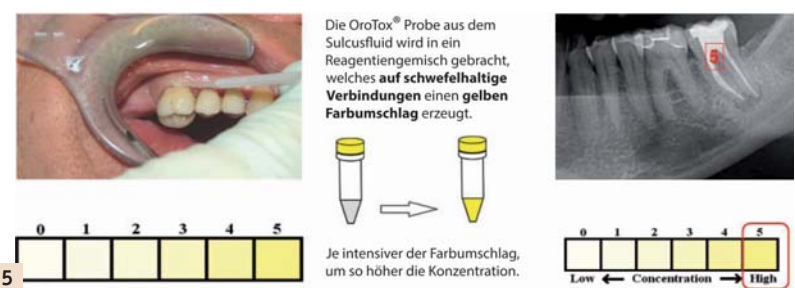 Die OroTox® Probe aus dem
Sulcusfluid wird in ein
Reagentiengemisch gebracht,
welches auf schwefelhaltige
Verbindungen einen gelben
Farbumschlag erzeugt.
Je intensiver der Farbumschlag,
um so höher die Konzentration.
0 1 2 3 4 5
5
5
0 1 2 3 4 5
Low Concentration High